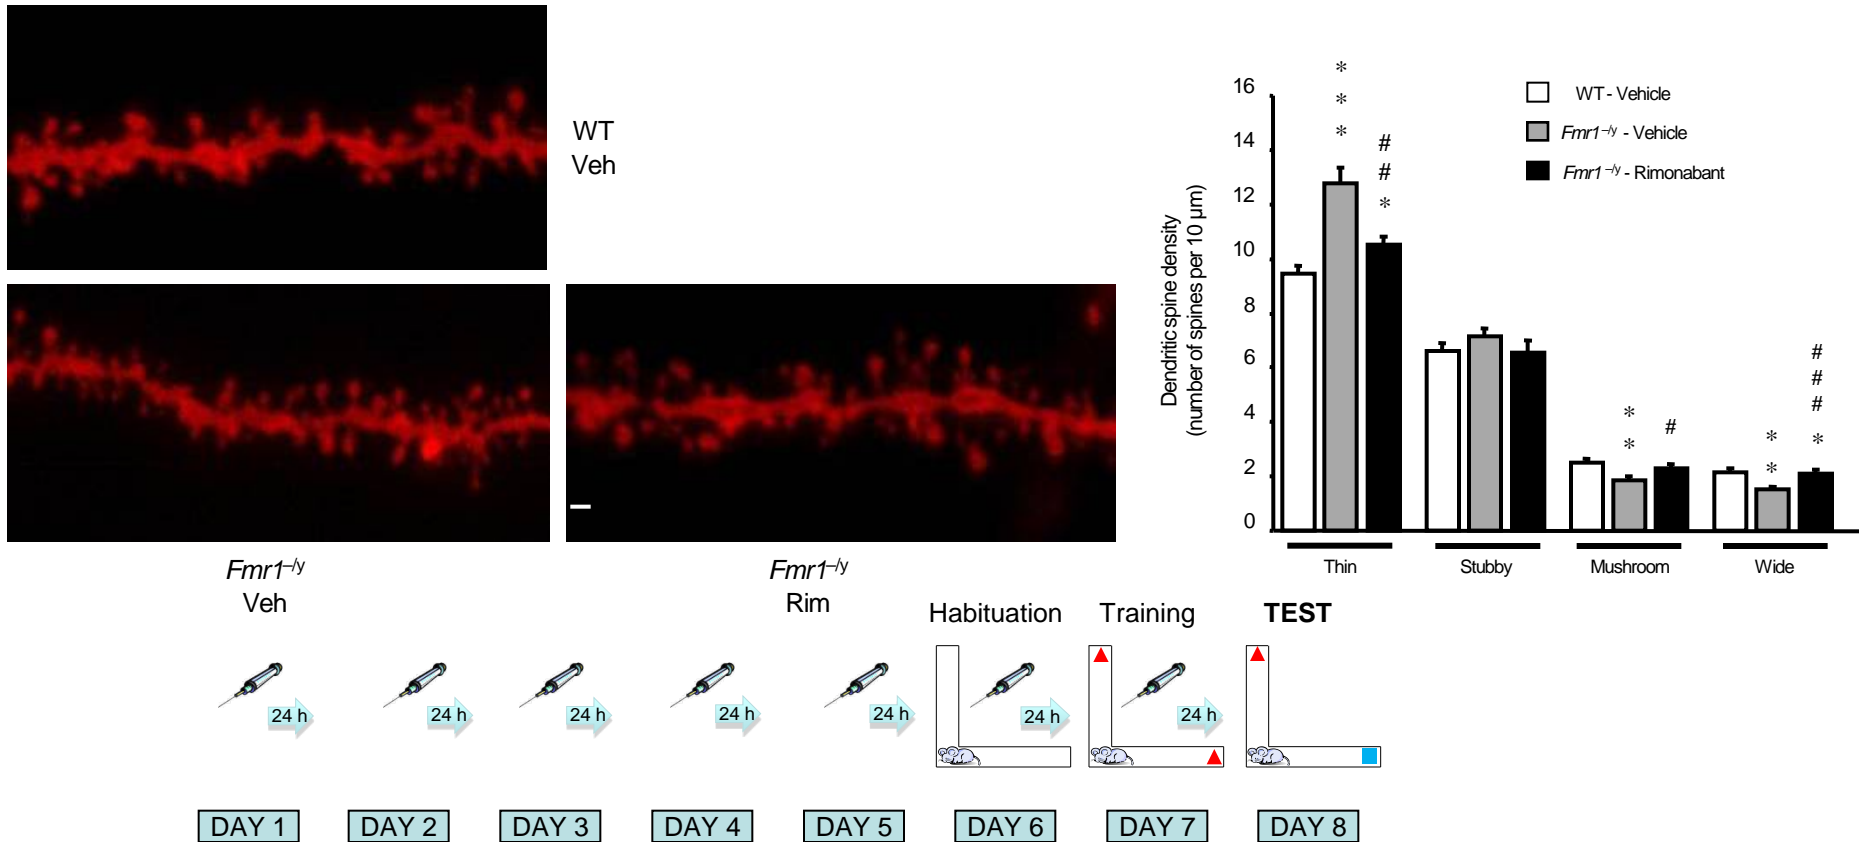 WT
Veh
Fmr1–/y
Veh
Fmr1–/y
Rim
16
14
12
10
8
6
4
2
0
Dendritic spine density
(number of spines per 10 µm)
*
*
*
#
#
*
*
*
#
*
*
#
#
#
*
WT - Vehicle
Fmr1–/y - Vehicle
Fmr1–/y - Rimonabant
Thin Stubby Mushroom Wide
Habituation Training TEST
24 h 24 h 24 h 24 h 24 h 24 h 24 h
DAY 1 DAY 2 DAY 3 DAY 4 DAY 5 DAY 6 DAY 7 DAY 8